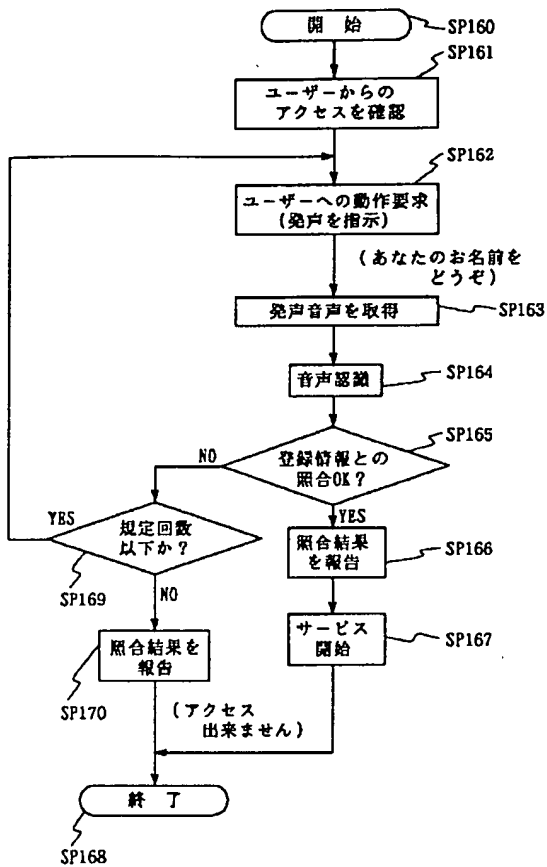 開始
SP160
SP161
ユーザーからの
アクセスを確認
SP162
ユーザーへの動作要求
(発声を指示)
(あなたのお名前を
どうぞ)
発声音声を取得
SP163
音声認識
SP164
SP165
登録情報との
照合OK?
NO
YES
規定回数
以下か?
YES
SP169
NO
照合結果
を報告
SP166
サービス
開始
SP167
照合結果を
報告
SP170
(アクセス
出来ません)
終了
SP168